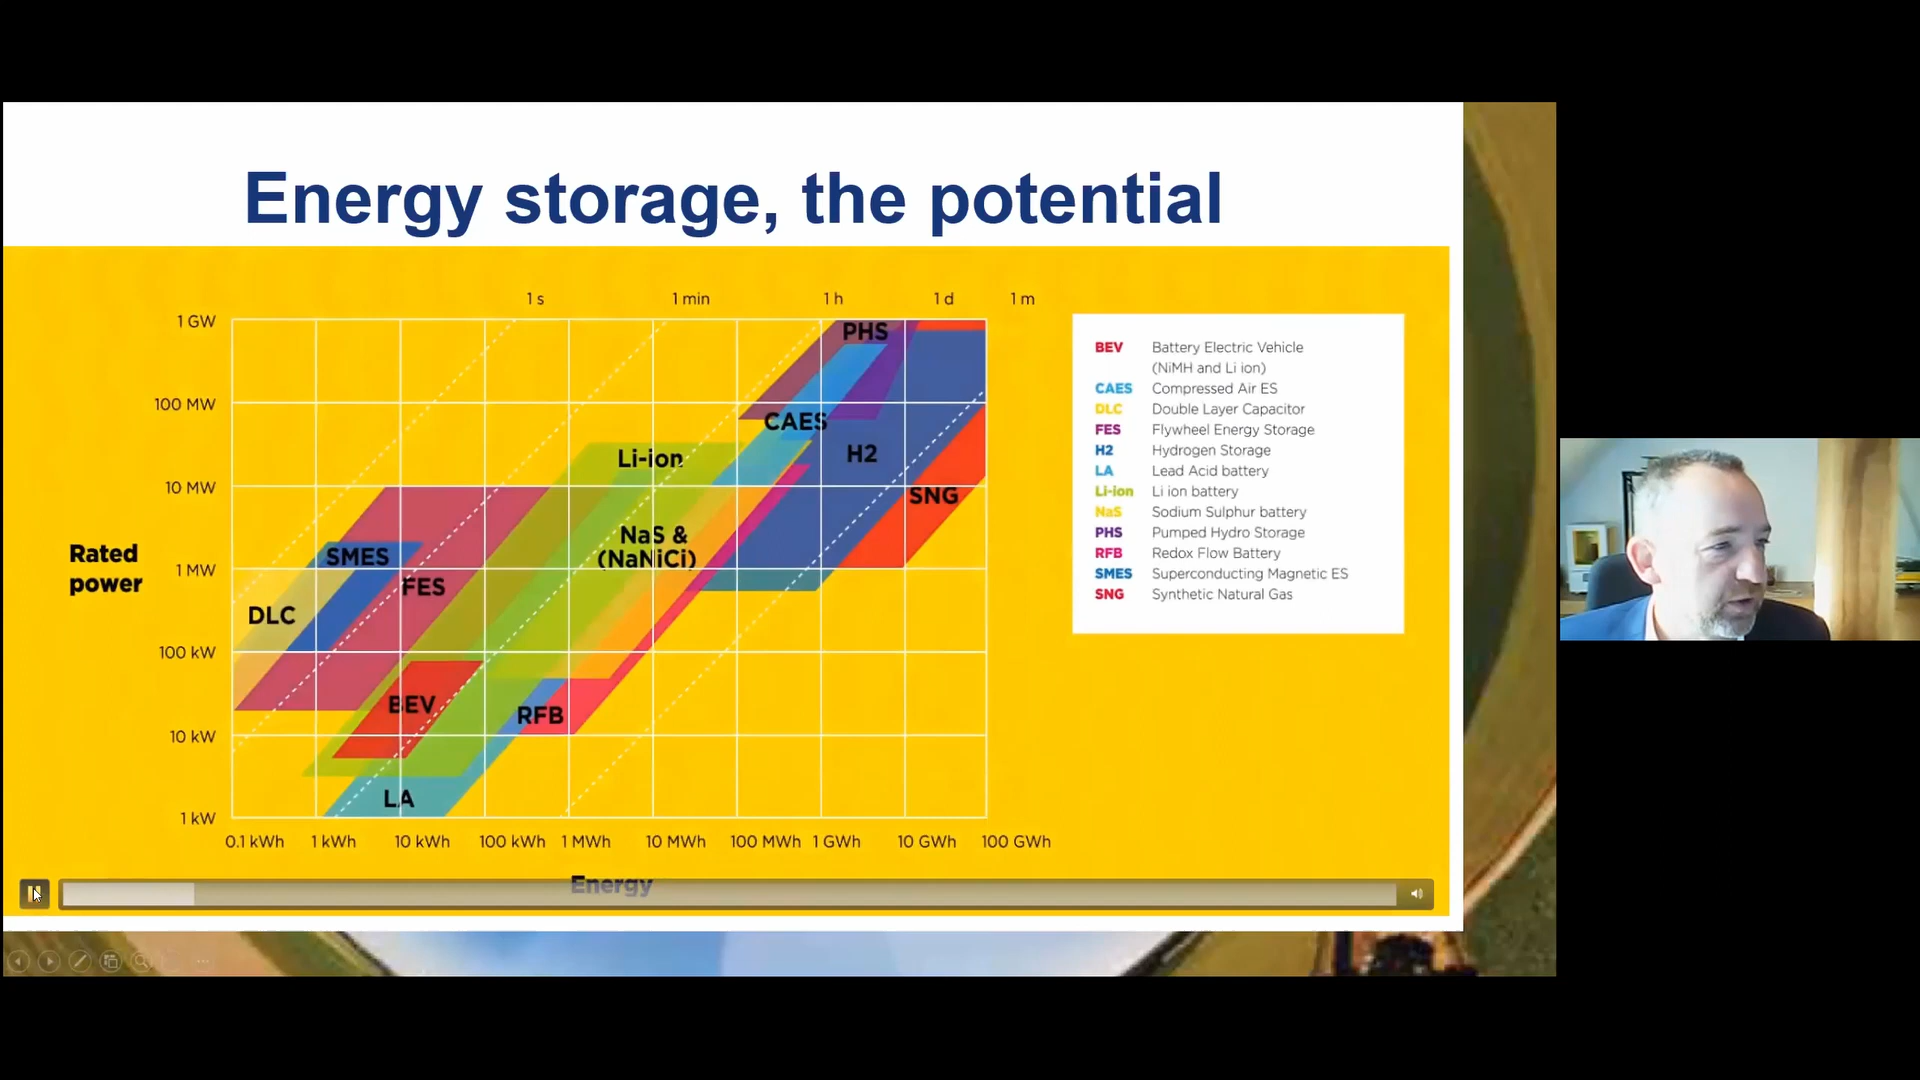 Energy storage, the potential
1 s 1 min 1 h 1 d 1 m
1 GW
100 MW
10 MW
1 MW
100 kW
10 kW
1 kW
Rated
power
PHS
CAES
Li-ion
H2
SNG
NaS &
(NaNiCi)
SMES
FES
DLC
BEV
RFB
LA
0.1 kWh 1 kWh 10 kWh 100 kWh 1 MWh 10 MWh 100 MWh 1 GWh 10 GWh 100 GWh
Energy
BEV Battery Electric Vehicle
(NiMH and Li ion)
CAES Compressed Air ES
DLC Double Layer Capacitor
FES Flywheel Energy Storage
H2 Hydrogen Storage
LA Lead Acid battery
Li-ion Li ion battery
NaS Sodium Sulphur battery
PHS Pumped Hydro Storage
RFB Redox Flow Battery
SMES Superconducting Magnetic ES
SNG Synthetic Natural Gas